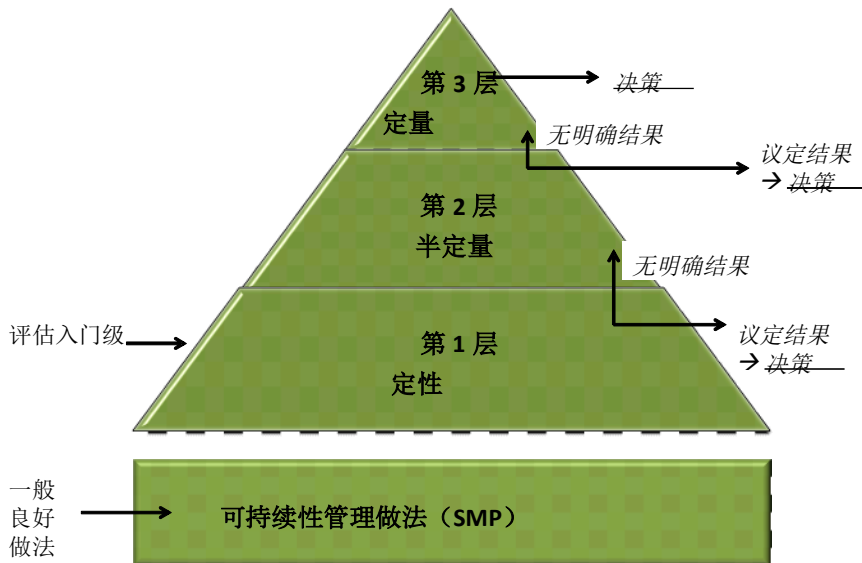 第 3 层
定量
决策
无明确结果
议定结果
→ 决策
第 2 层
半定量
无明确结果
评估入门级
第 1 层
定性
议定结果
→ 决策
一般
良好
做法
可持续性管理做法（SMP）